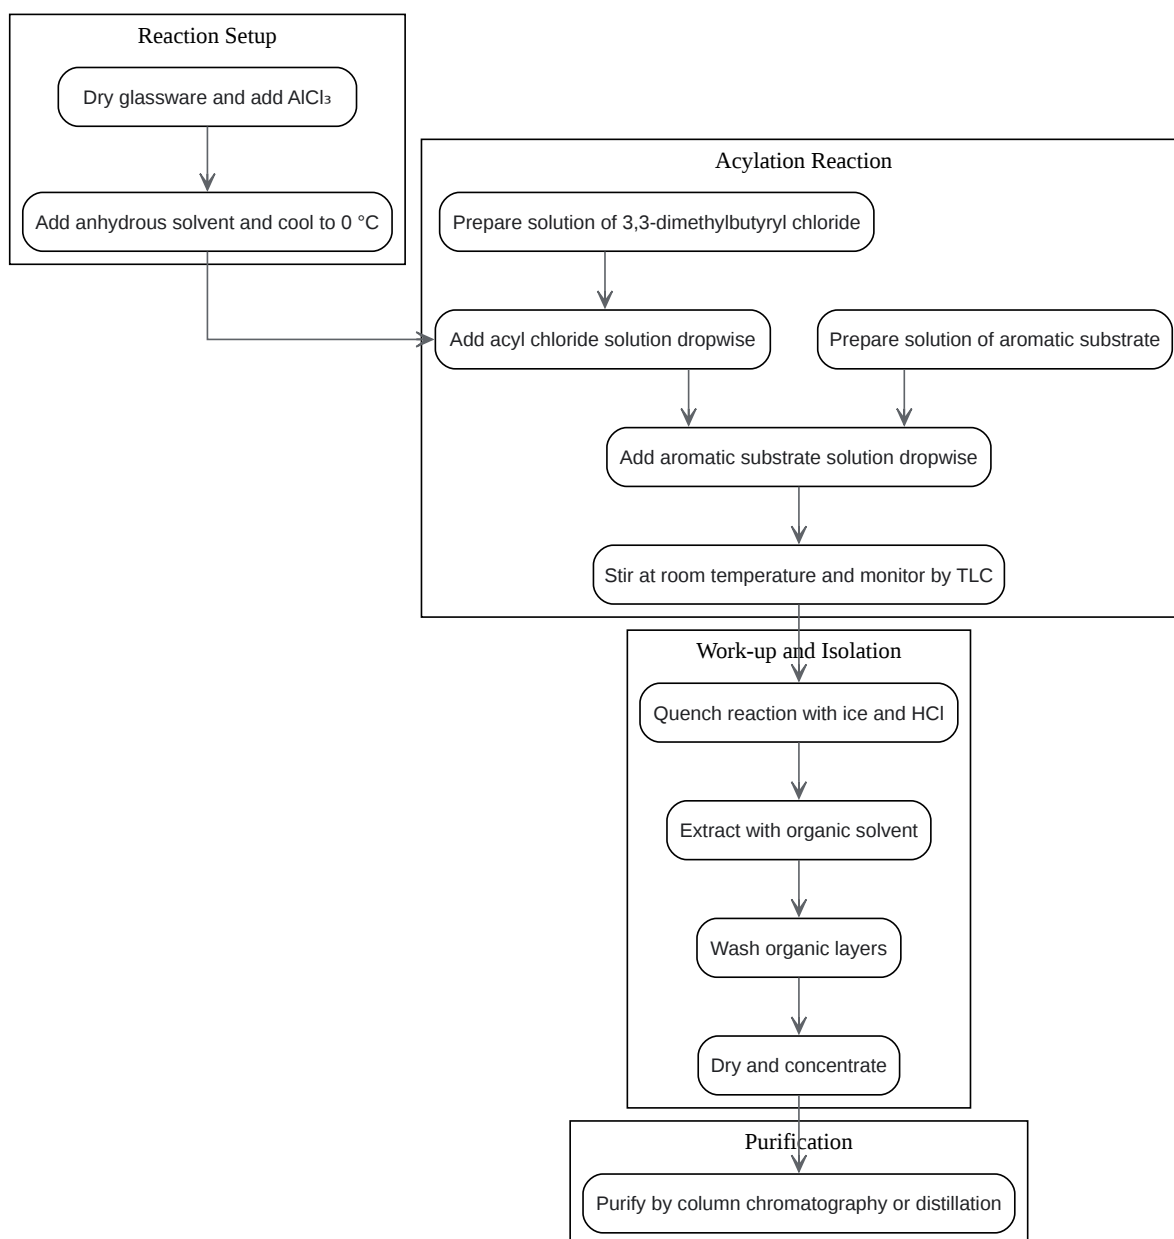 Reaction Setup
Dry glassware and add AlCl₃
Add anhydrous solvent and cool to 0 °C
Acylation Reaction
Prepare solution of 3,3-dimethylbutyryl chloride
Add acyl chloride solution dropwise
Prepare solution of aromatic substrate
Add aromatic substrate solution dropwise
Stir at room temperature and monitor by TLC
Work-up and Isolation
Quench reaction with ice and HCl
Extract with organic solvent
Wash organic layers
Dry and concentrate
Purification
Purify by column chromatography or distillation